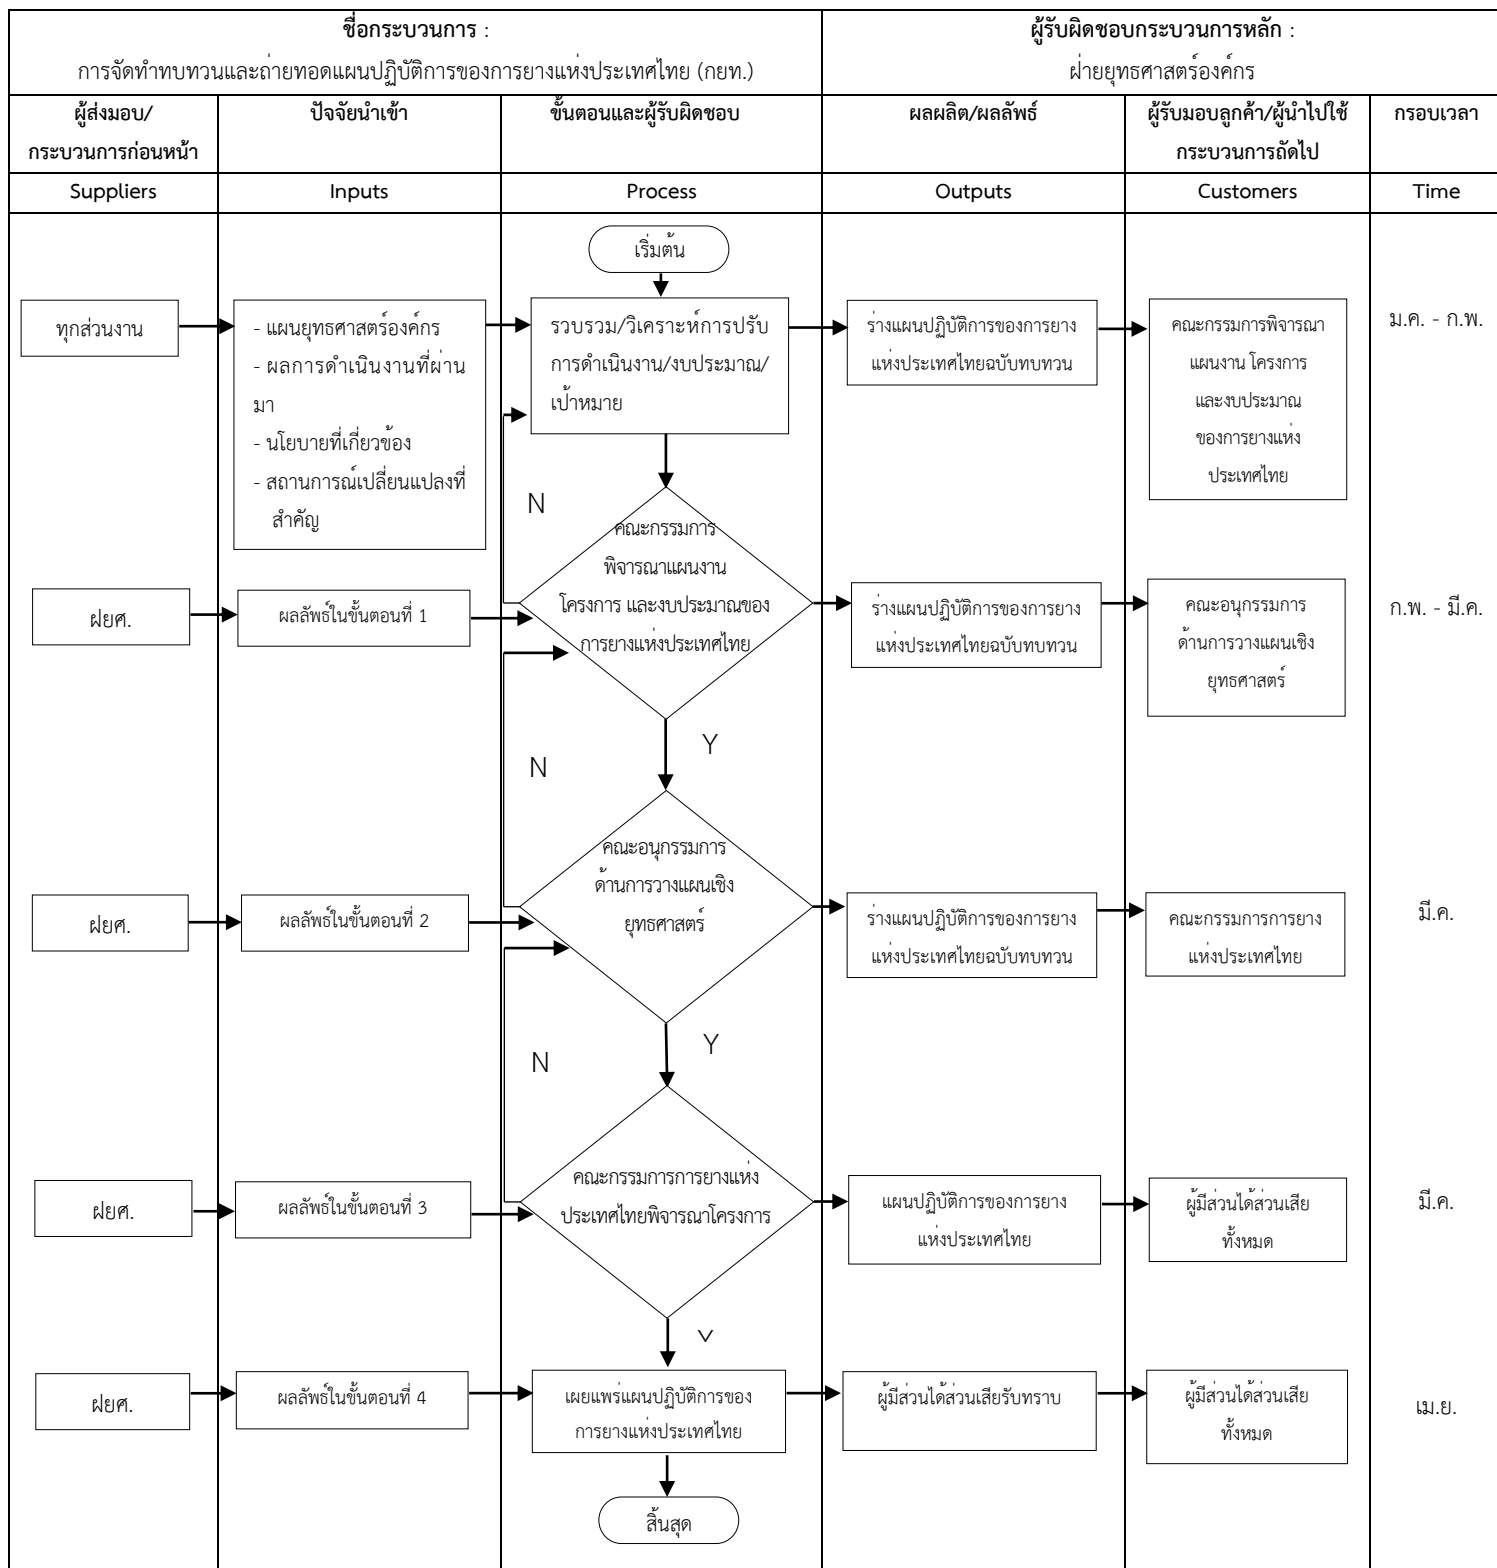 ชื่อกระบวนการ :
การจัดทำทบทวนและถ่ายทอดแผนปฏิบัติการของการยางแห่งประเทศไทย (กยท.)
ผู้รับผิดชอบกระบวนการหลัก :
ฝ่ายยุทธศาสตร์องค์กร
ผู้ส่งมอบ/
กระบวนการก่อนหน้า
ปัจจัยนำเข้า
ขั้นตอนและผู้รับผิดชอบ
ผลผลิต/ผลลัพธ์
ผู้รับมอบลูกค้า/ผู้นำไปใช้
กระบวนการถัดไป
กรอบเวลา
Suppliers
Inputs
Process
Outputs
Customers
Time
เริ่มต้น
ทุกส่วนงาน
- แผนยุทธศาสตร์องค์กร
- ผลการดำเนินงานที่ผ่าน
มา
- นโยบายที่เกี่ยวข้อง
- สถานการณ์เปลี่ยนแปลงที่
สำคัญ
รวบรวม/วิเคราะห์การปรับ
การดำเนินงาน/งบประมาณ/
เป้าหมาย
ร่างแผนปฏิบัติการของการยาง
แห่งประเทศไทยฉบับทบทวน
คณะกรรมการพิจารณา
แผนงาน โครงการ
และงบประมาณ
ของการยางแห่ง
ประเทศไทย
ม.ค. - ก.พ.
N
ฝยศ.
ผลลัพธ์ในขั้นตอนที่ 1
คณะกรรมการ
พิจารณาแผนงาน
โครงการ และงบประมาณของ
การยางแห่งประเทศไทย
ร่างแผนปฏิบัติการของการยาง
แห่งประเทศไทยฉบับทบทวน
คณะอนุกรรมการ
ด้านการวางแผนเชิง
ยุทธศาสตร์
ก.พ. - มี.ค.
Y
N
ฝยศ.
ผลลัพธ์ในขั้นตอนที่ 2
คณะอนุกรรมการ
ด้านการวางแผนเชิง
ยุทธศาสตร์
ร่างแผนปฏิบัติการของการยาง
แห่งประเทศไทยฉบับทบทวน
คณะกรรมการการยาง
แห่งประเทศไทย
มี.ค.
Y
N
ฝยศ.
ผลลัพธ์ในขั้นตอนที่ 3
คณะกรรมการการยางแห่ง
ประเทศไทยพิจารณาโครงการ
แผนปฏิบัติการของการยาง
แห่งประเทศไทย
ผู้มีส่วนได้ส่วนเสีย
ทั้งหมด
มี.ค.
Y
ฝยศ.
ผลลัพธ์ในขั้นตอนที่ 4
เผยแพร่แผนปฏิบัติการของ
การยางแห่งประเทศไทย
ผู้มีส่วนได้ส่วนเสียรับทราบ
ผู้มีส่วนได้ส่วนเสีย
ทั้งหมด
เม.ย.
สิ้นสุด